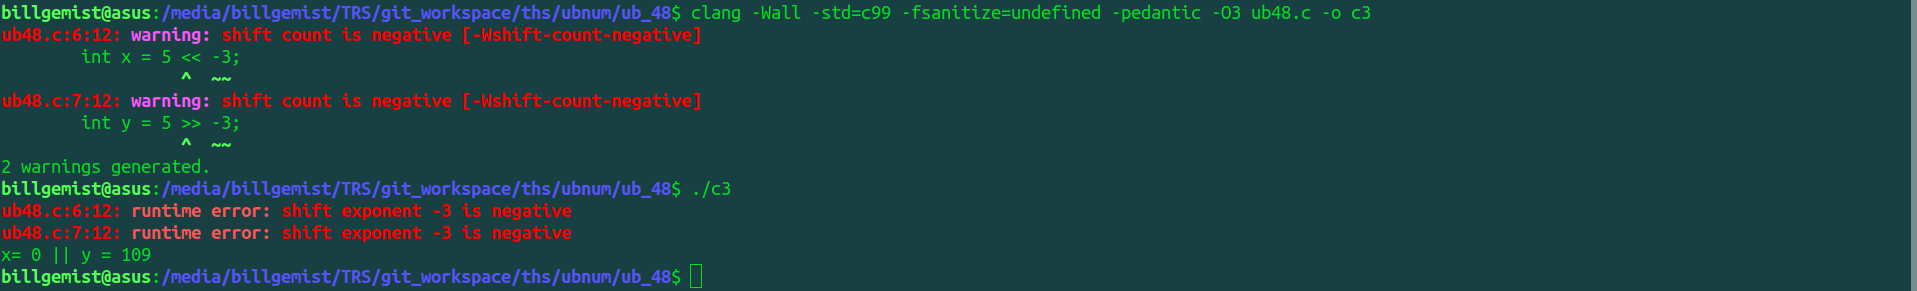 billgemist@asus:/media/billgemist/TRS/git_workspace/ths/ubnum/ub_48$ clang -Wall -std=c99 -fsanitize=undefined -pedantic -O3 ub48.c -o c3
ub48.c:6:12: warning: shift count is negative [-Wshift-count-negative]
        int x = 5 << -3;
                  ^  ~~
ub48.c:7:12: warning: shift count is negative [-Wshift-count-negative]
        int y = 5 >> -3;
                  ^  ~~
2 warnings generated.
billgemist@asus:/media/billgemist/TRS/git_workspace/ths/ubnum/ub_48$ ./c3
ub48.c:6:12: runtime error: shift exponent -3 is negative
ub48.c:7:12: runtime error: shift exponent -3 is negative
x= 0 || y = 109
billgemist@asus:/media/billgemist/TRS/git_workspace/ths/ubnum/ub_48$